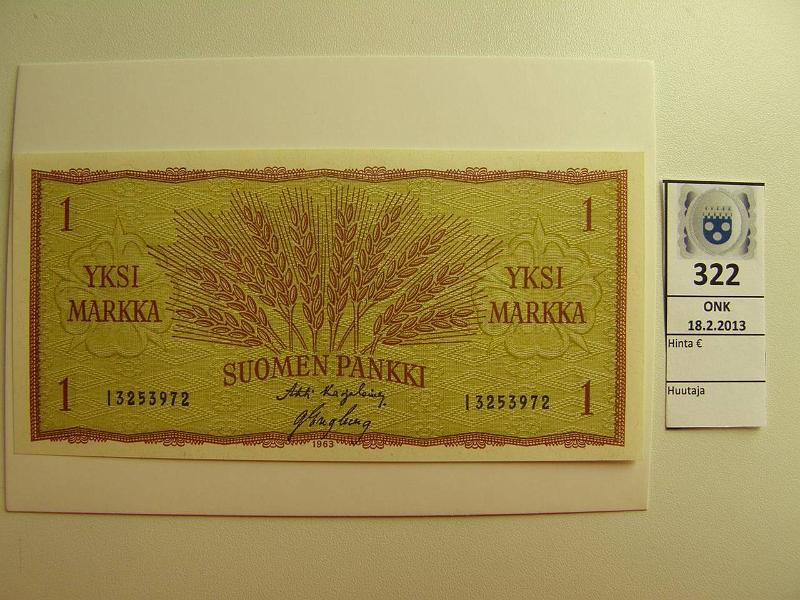 1
1
YKSI
MARKKA
YKSI
MARKKA
SUOMEN PANKKI
1
I3253972
I3253972
1
1963
322
ONK
18.2.2013
Hinta €
Huutaja